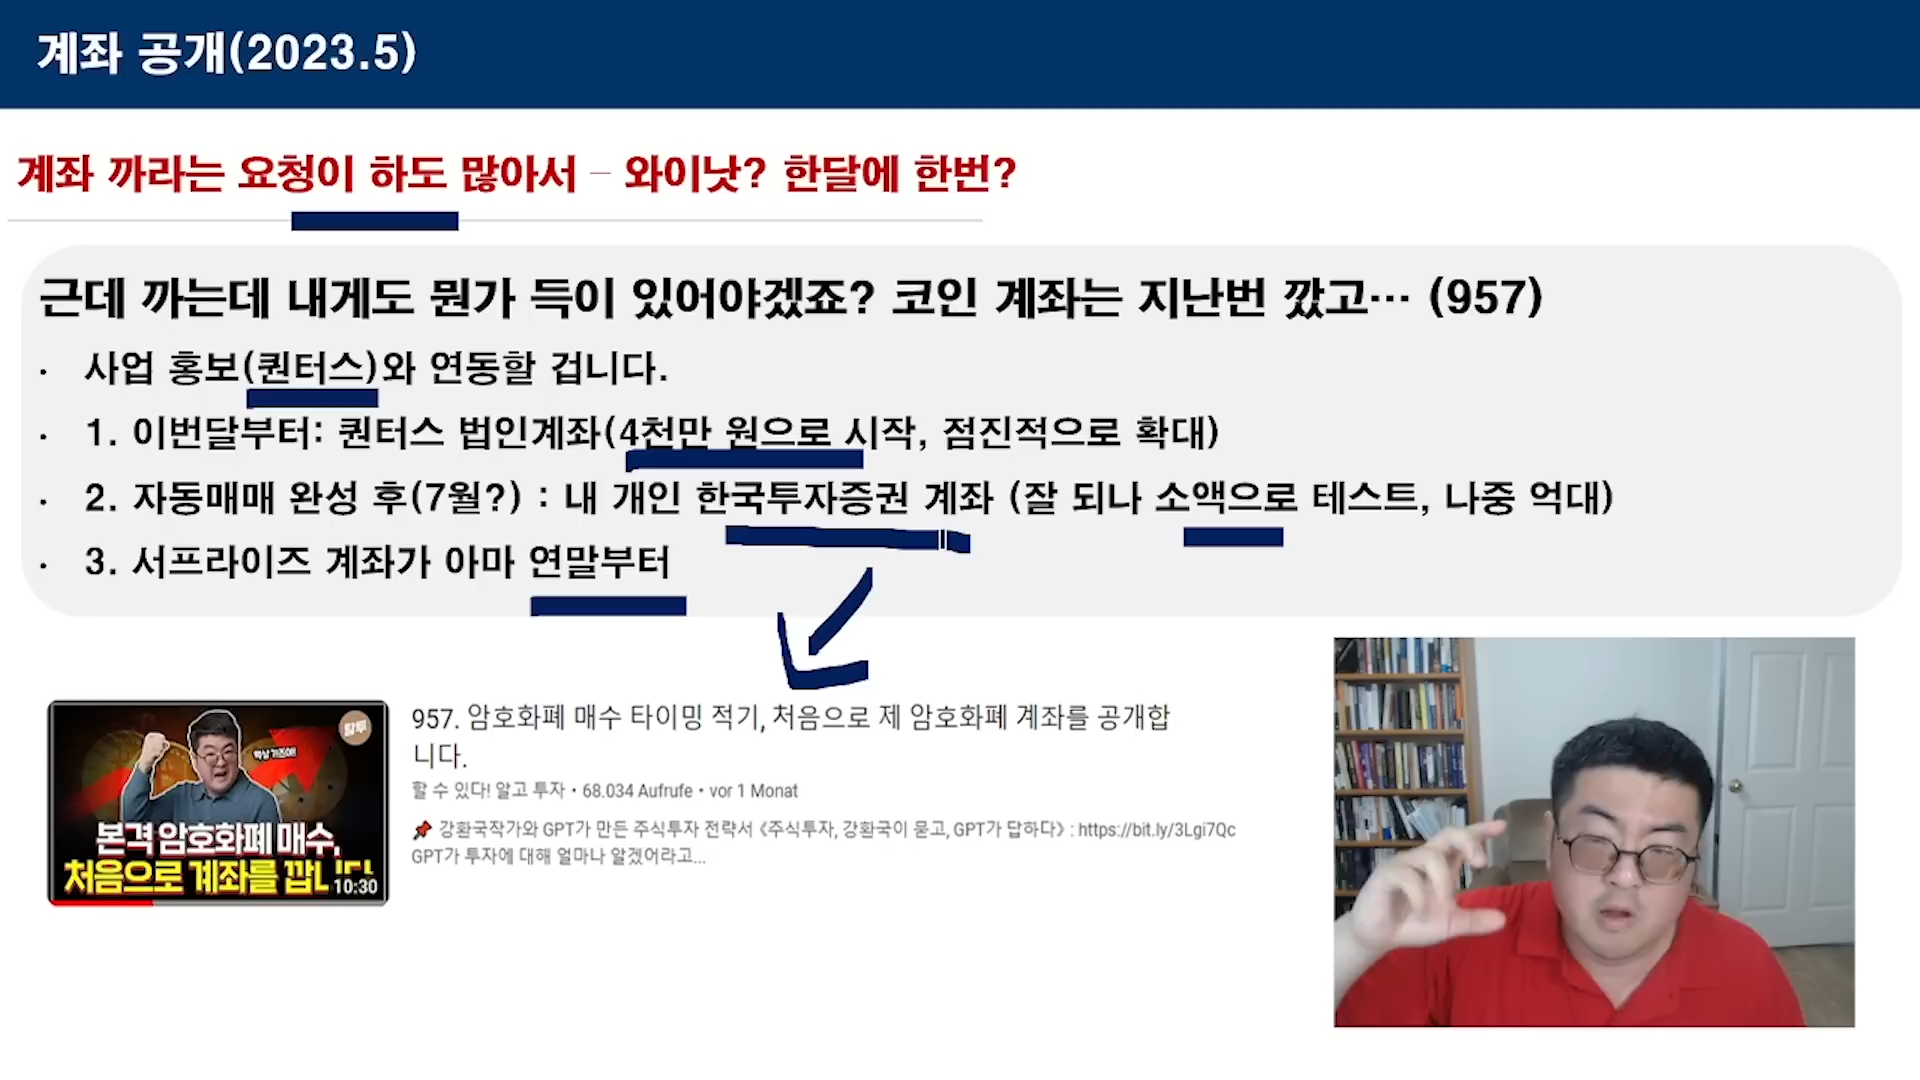 계좌 공개(2023.5)
계좌 까라는 요청이 하도 많아서 – 와이낫? 한달에 한번?
근데 까는데 내게도 뭔가 득이 있어야겠죠? 코인 계좌는 지난번 깠고… (957)
· 사업 홍보(퀀터스)와 연동할 겁니다.
· 1. 이번달부터: 퀀터스 법인계좌(4천만 원으로 시작, 점진적으로 확대)
· 2. 자동매매 완성 후(7월?) : 내 개인 한국투자증권 계좌 (잘 되나 소액으로 테스트, 나중 억대)
· 3. 서프라이즈 계좌가 아마 연말부터
957. 암호화폐 매수 타이밍 적기, 처음으로 제 암호화폐 계좌를 공개합
니다.
할 수 있다! 알고 투자 • 68.034 Aufrufe • vor 1 Monat
📌 강환국작가와 GPT가 만든 주식투자 전략서 《주식투자, 강환국이 묻고, GPT가 답하다》 : https://bit.ly/3Lgi7Qc
GPT가 투자에 대해 얼마나 알겠어라고...
할투
본격 암호화폐 매수,
처음으로 계좌를 깝니다
10:30